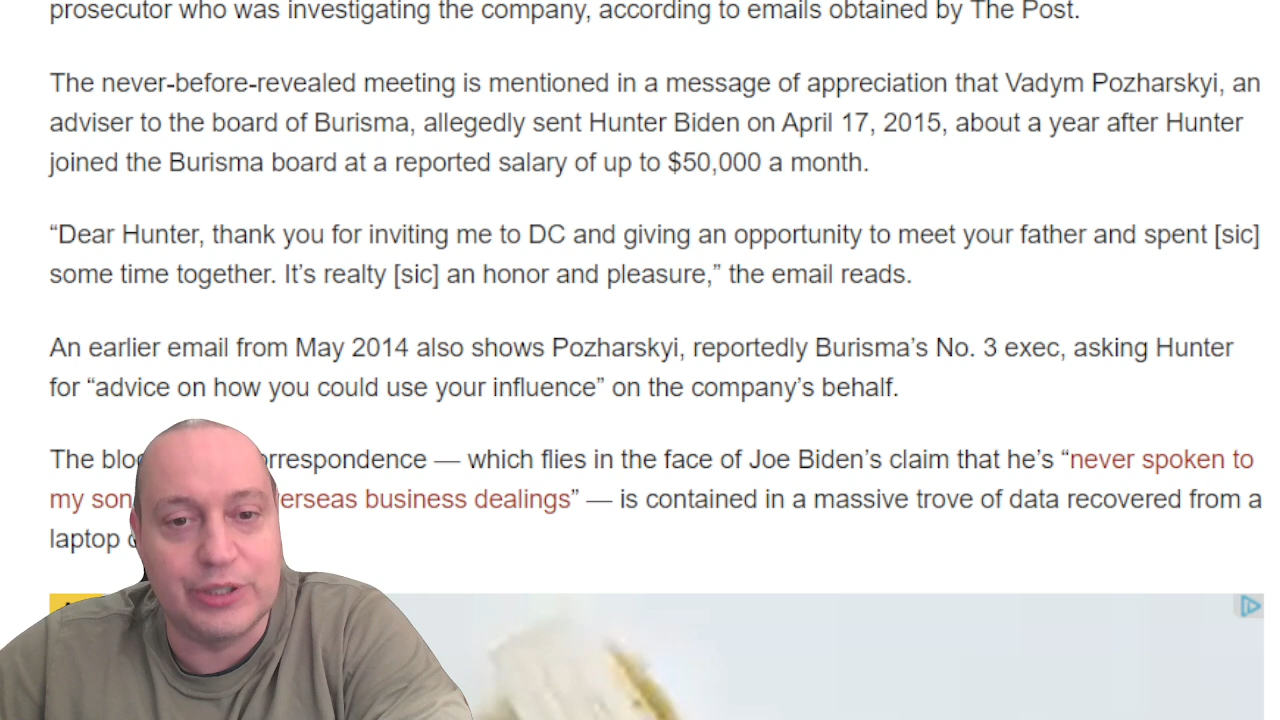 prosecutor who was investigating the company, according to emails obtained by The Post.
The never-before-revealed meeting is mentioned in a message of appreciation that Vadym Pozharskyi, an
adviser to the board of Burisma, allegedly sent Hunter Biden on April 17, 2015, about a year after Hunter
joined the Burisma board at a reported salary of up to $50,000 a month.
“Dear Hunter, thank you for inviting me to DC and giving an opportunity to meet your father and spent [sic]
some time together. It’s realty [sic] an honor and pleasure,” the email reads.
An earlier email from May 2014 also shows Pozharskyi, reportedly Burisma’s No. 3 exec, asking Hunter
for “advice on how you could use your influence” on the company’s behalf.
The — which flies in the face of Joe Biden’s claim that he’s “never spoken to
my son business dealings” — is contained in a massive trove of data recovered from a
laptop